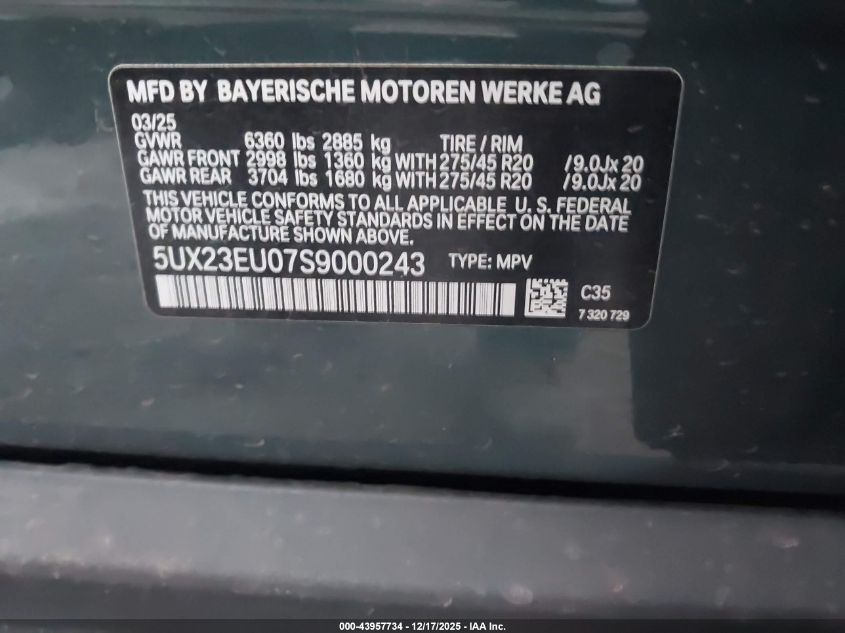 MFD BY BAYERISCHE MOTOREN WERKE AG
03/25
GVWR 6360 lbs 2885 kg TIRE / RIM
GAWR FRONT 2998 lbs 1360 kg WITH 275/45 R20 /9.0Jx 20
GAWR REAR 3704 lbs 1680 kg WITH 275/45 R20 /9.0Jx 20
THIS VEHICLE CONFORMS TO ALL APPLICABLE U. S. FEDERAL
MOTOR VEHICLE SAFETY STANDARDS IN EFFECT ON THE DATE
OF MANUFACTURE SHOWN ABOVE.
5UX23EU07S9000243 TYPE: MPV
C35
7 320 729
000-43957734 -- 12/17/2025 -- IAA Inc.